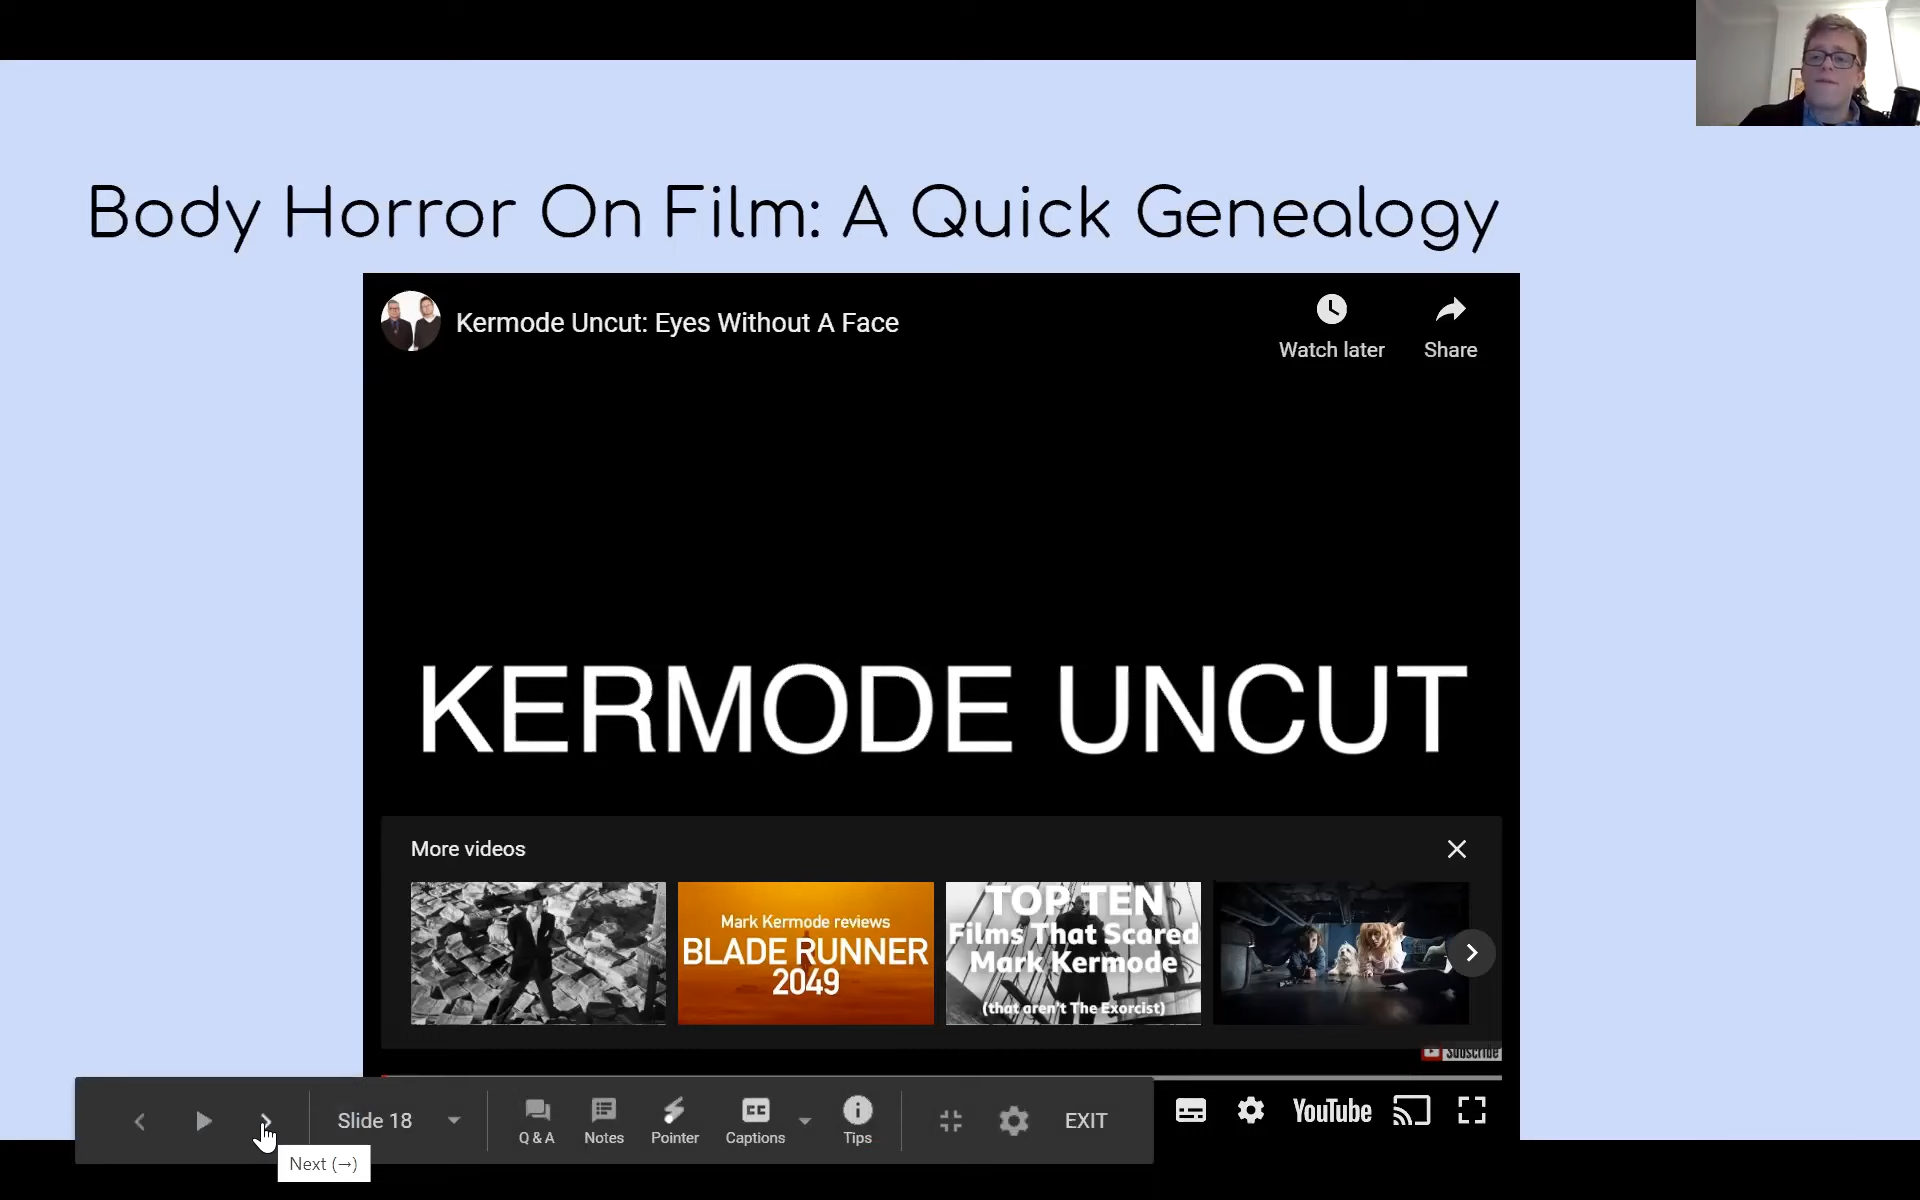 Body Horror On Film: A Quick Genealogy
Kermode Uncut: Eyes Without A Face
Watch later
Share
KERMODE UNCUT
More videos
Mark Kermode reviews
BLADE RUNNER
2049
TOP TEN
Films That Scared
Mark Kermode
(that aren't The Exorcist)
Subscribe
Slide 18
Q & A
Notes
Pointer
CC
Captions
Tips
EXIT
YouTube
Next (→)